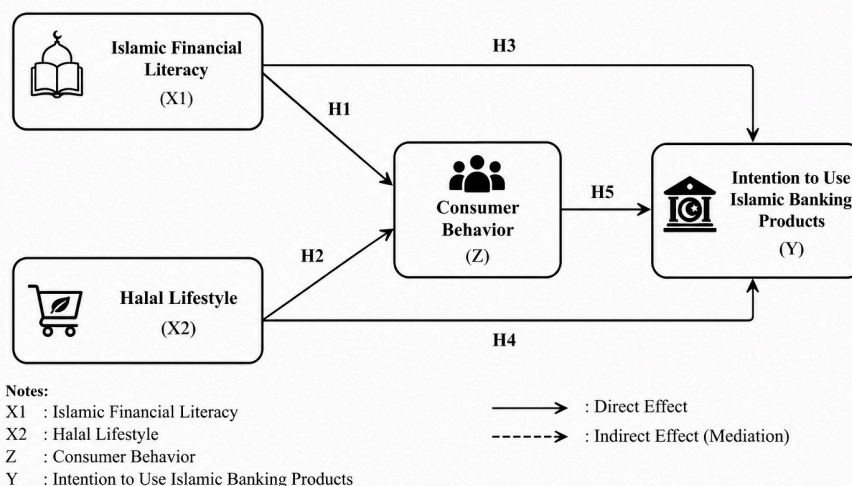 Islamic Financial
Literacy
(X1)
H3
H1
Consumer
Behavior
(Z)
H5
Intention to Use
Islamic Banking
Products
(Y)
H2
Halal Lifestyle
(X2)
H4
Notes:
X1 : Islamic Financial Literacy
X2 : Halal Lifestyle
Z : Consumer Behavior
Y : Intention to Use Islamic Banking Products
: Direct Effect
: Indirect Effect (Mediation)